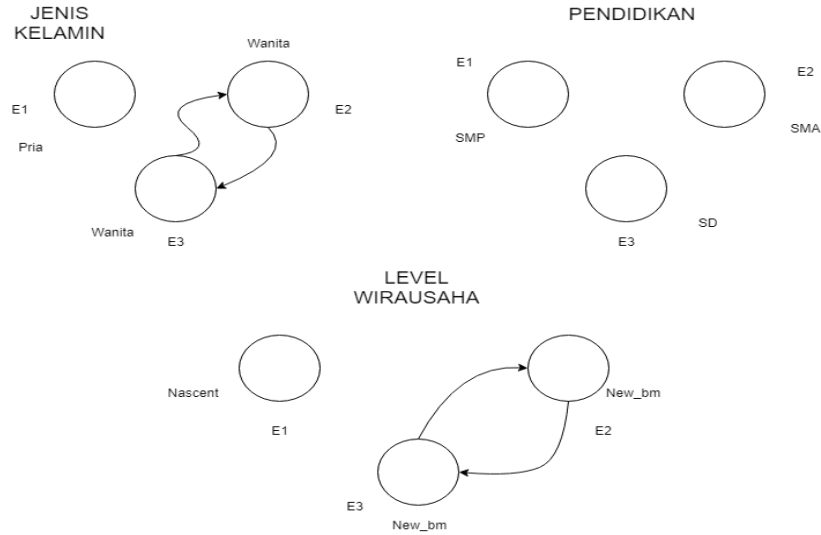 JENIS
KELAMIN
Wanita
E1
E2
Pria
Wanita
E3
PENDIDIKAN
E1
E2
SMP
SMA
SD
E3
LEVEL
WIRAUSAHA
Nascent
New_bm
E1
E2
E3
New_bm